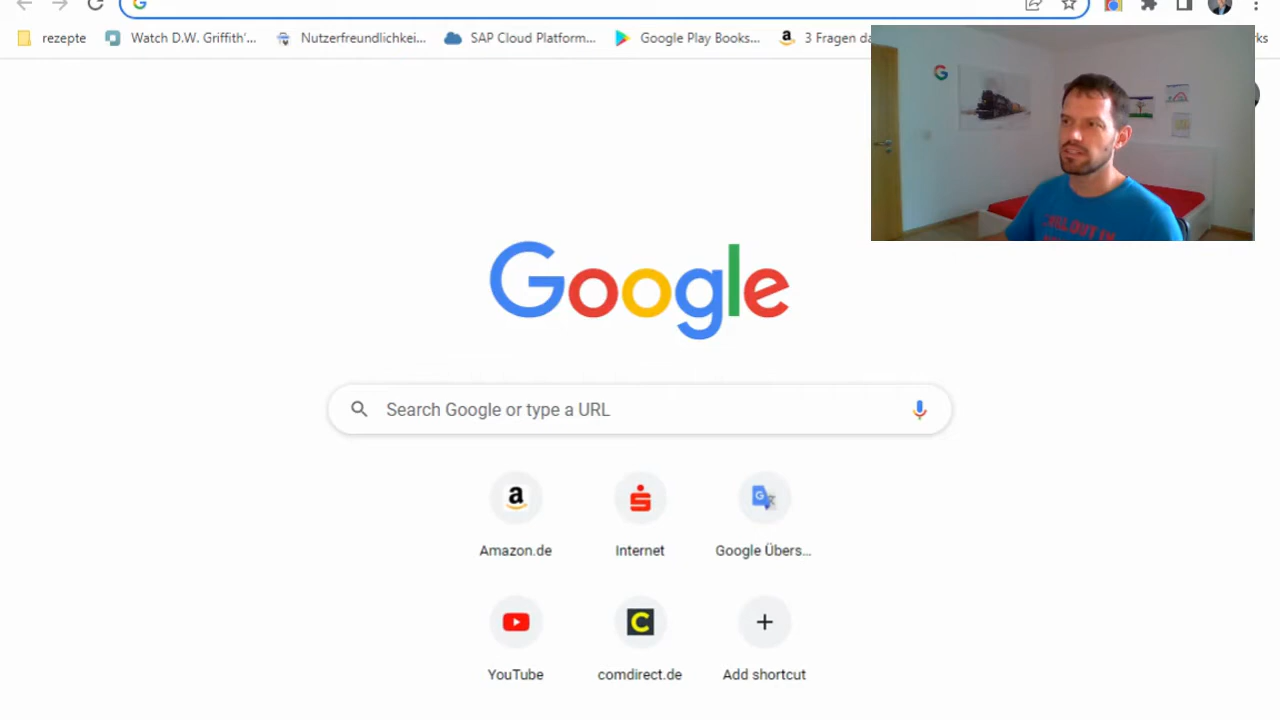 rezepte
Watch D.W. Griffith'...
Nutzerfreundlichkei...
SAP Cloud Platform...
Google Play Books...
3 Fragen da
ks
Google
Search Google or type a URL
Amazon.de
Internet
Google Übers...
YouTube
comdirect.de
Add shortcut